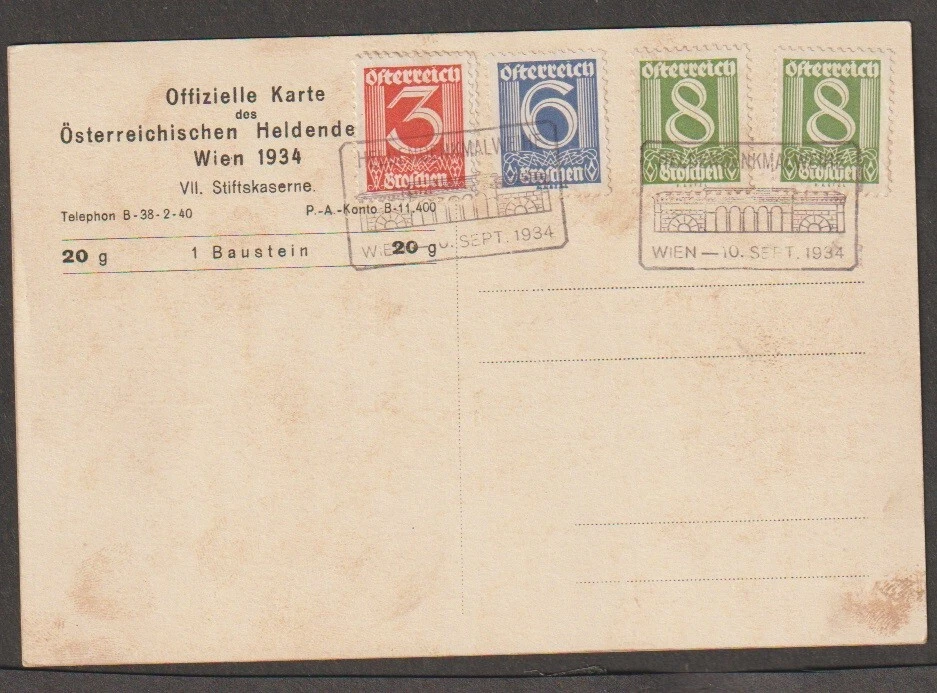 Offizielle Karte
des
Österreichischen Heldende
Wien 1934
VII. Stiftskaserne.
Telephon B-38-2-40 P.-A.-Konto B-11.400
20 g 1 Baustein 20 g
Österreich
3
Groschen
Österreich
6
Groschen
Österreich
8
Groschen
Österreich
8
Groschen
SEPT. 1934
WIEN — 10. SEPT. 1934